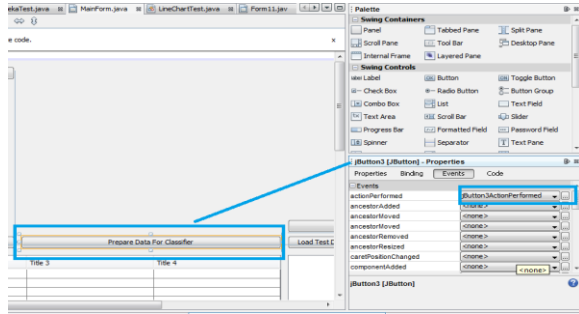 ekaTest.java
MainForm.java
LineChartTest.java
Form11.jav
e code.
x
Prepare Data For Classifier
Load Test D
Title 3
Title 4
Palette
Swing Containers
Panel
Tabbed Pane
Split Pane
Scroll Pane
Tool Bar
Desktop Pane
Internal Frame
Layered Pane
Swing Controls
Label
Button
Toggle Button
Check Box
Radio Button
Button Group
Combo Box
List
Text Field
Text Area
Scroll Bar
Slider
Progress Bar
Formatted Field
Password Field
Spinner
Separator
Text Pane
jButton3 [JButton] - Properties
Properties
Binding
Events
Code
Events
actionPerformed
jButton3ActionPerformed
ancestorAdded
<none>
ancestorMoved
<none>
ancestorMoved
<none>
ancestorRemoved
<none>
ancestorResized
<none>
caretPositionChanged
<none>
componentAdded
<none>
<none>
jButton3 [JButton]